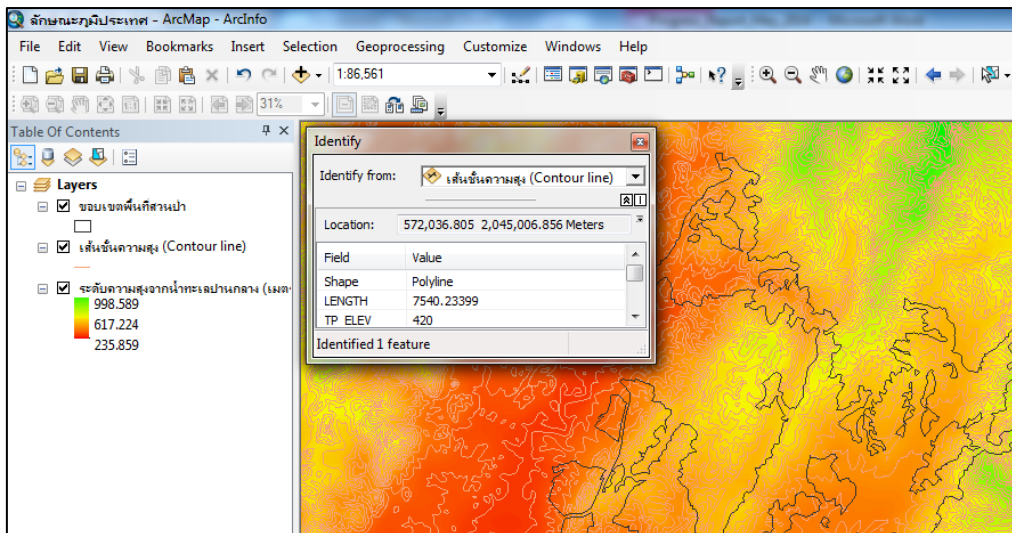 ลักษณะภูมิประเทศ - ArcMap - ArcInfo
File Edit View Bookmarks Insert Selection Geoprocessing Customize Windows Help
1:86,561
31%
Table Of Contents
Layers
ขอบเขตพื้นที่สวนป่า
เส้นชั้นความสูง (Contour line)
ระดับความสูงจากน้ำทะเลปานกลาง (เมต
998.589
617.224
235.859
Identify
Identify from: เส้นชั้นความสูง (Contour line)
Location: 572,036.805 2,045,006.856 Meters
Field Value
Shape Polyline
LENGTH 7540.23399
TP_ELEV 420
Identified 1 feature